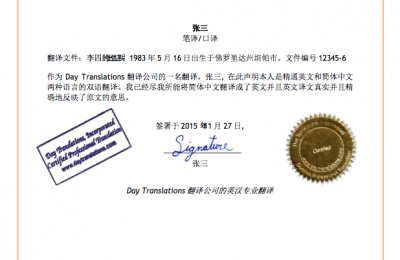 张三
笔译/口译
翻译文件：李四的 1983 年 5 月 16 日出生于佛罗里达州坦帕市。文件编号 12345-6
作为 Day Translations 翻译公司的一名翻译，张三, 在此声明本人是精通英文和简体中文
两种语言的双语翻译。我已经尽我所能将简体中文翻译成了英文并且英文译文真实并且精
确地反映了原文的意思。
签署于 2015 年1 月 27 日，
Day Translations, Incorporated
Certified Professional Translation
www.daytranslations.com
Signature
张三
Certified
Day Translations 翻译公司的英汉专业翻译